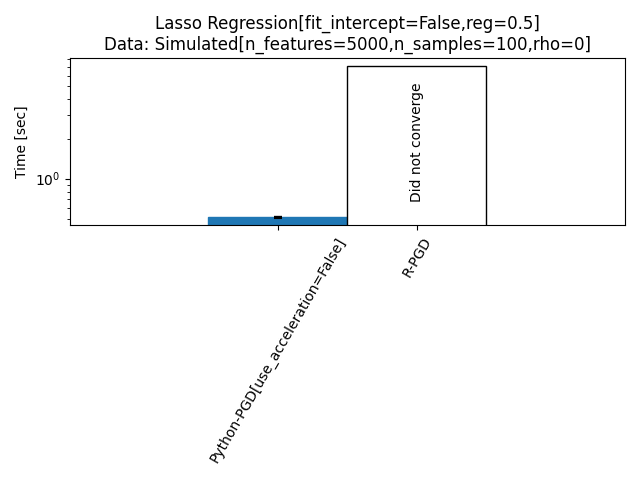 Lasso Regression[fit_intercept=False,reg=0.5]
Data: Simulated[n_features=5000,n_samples=100,rho=0]
Time [sec]
10⁰
Did not converge
Python-PGD[use_acceleration=False]
R-PGD